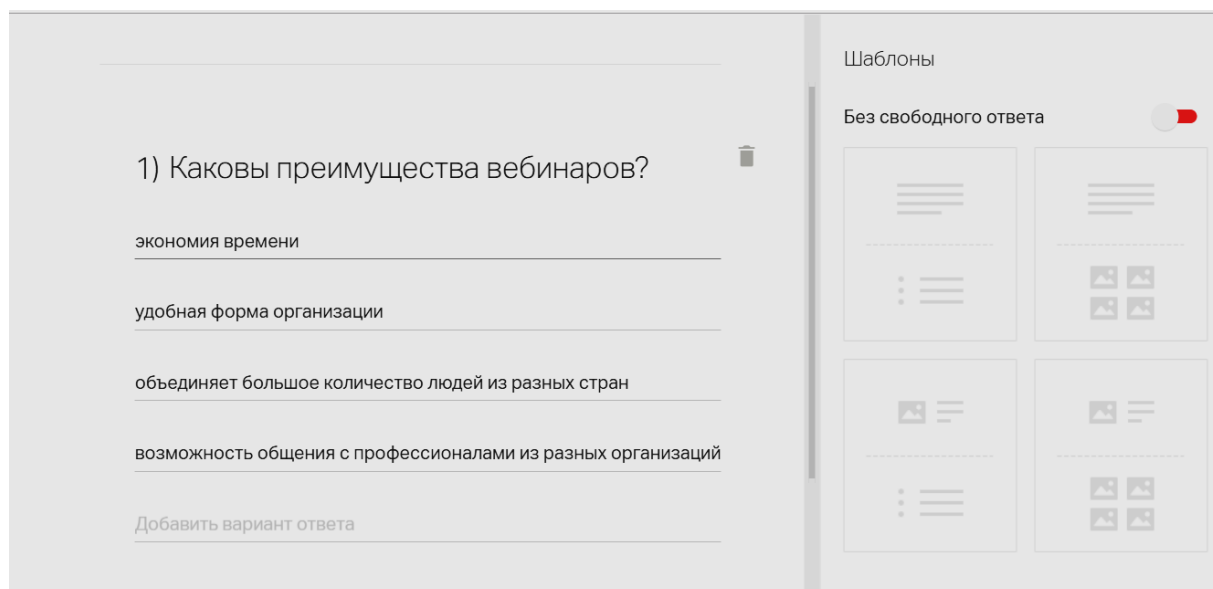 1) Каковы преимущества вебинаров?
экономия времени
удобная форма организации
объединяет большое количество людей из разных стран
возможность общения с профессионалами из разных организаций
Добавить вариант ответа
Шаблоны
Без свободного ответа